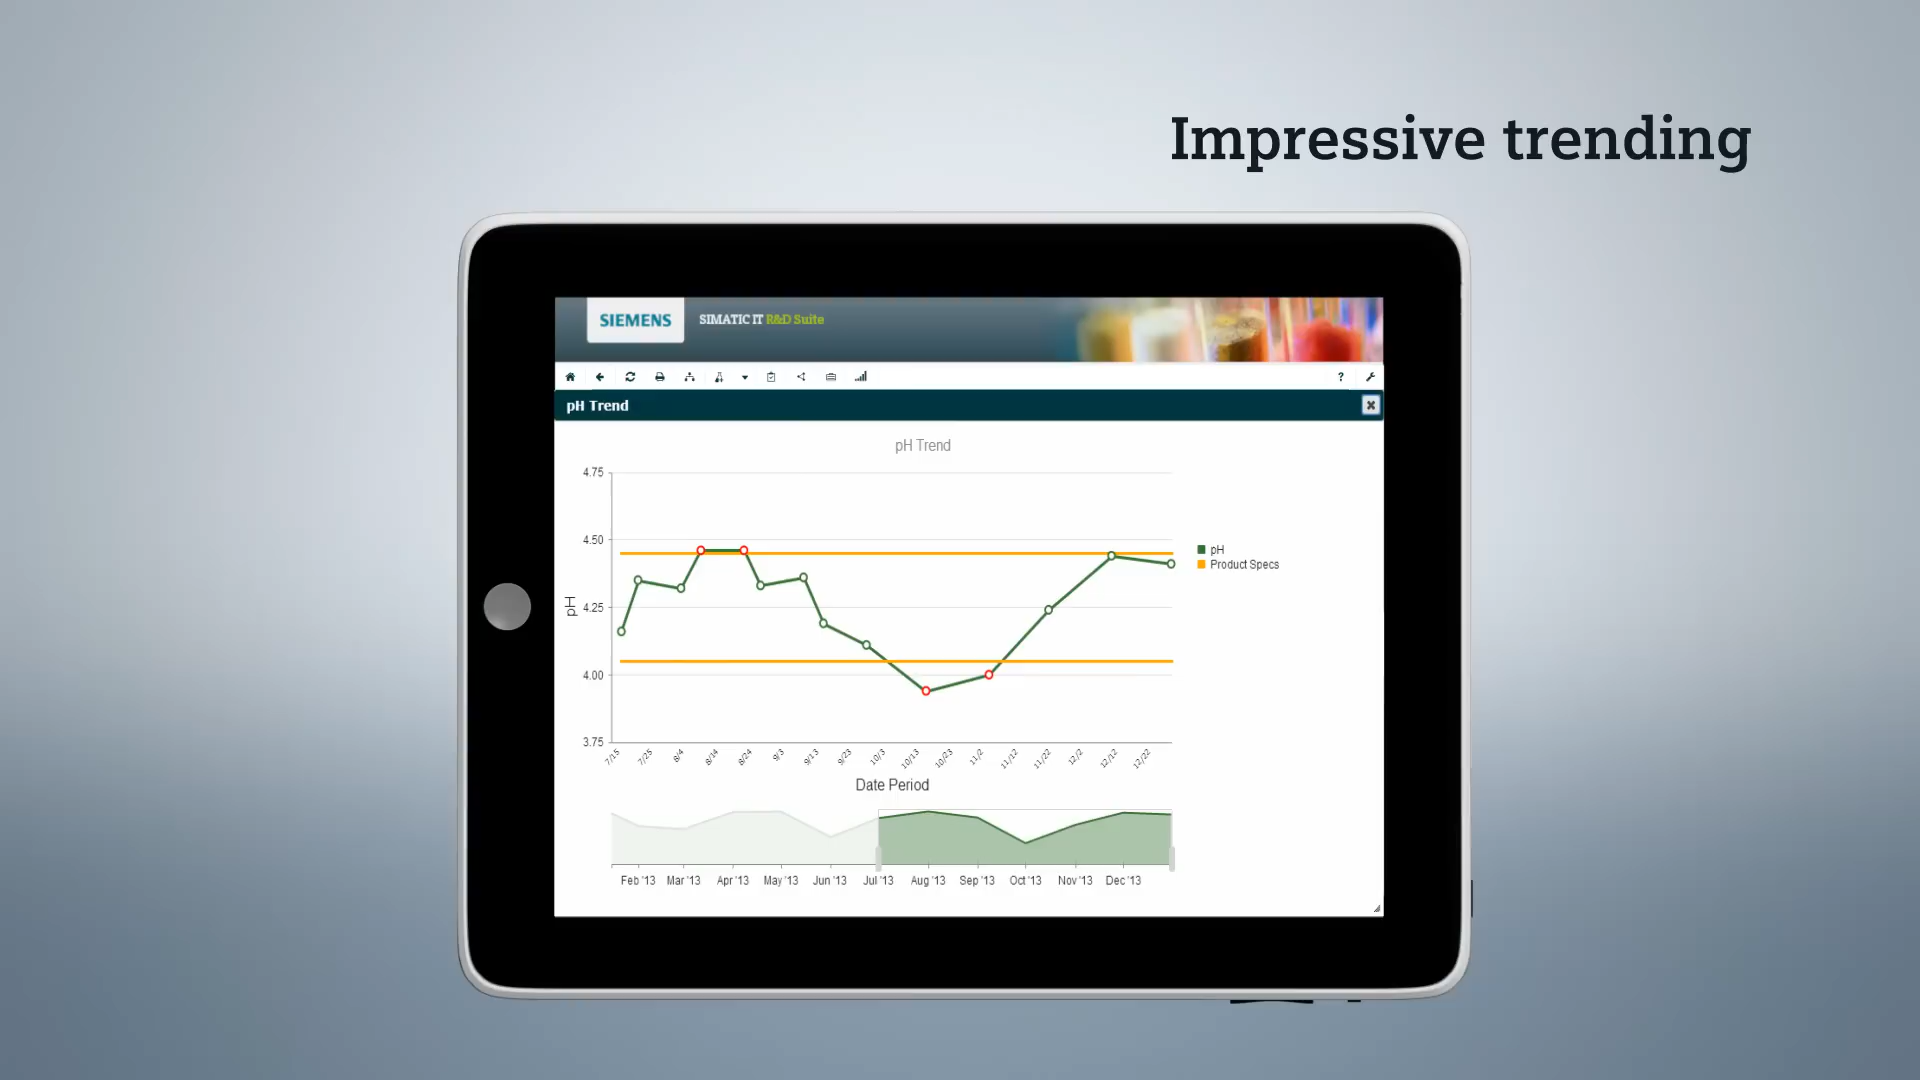 Impressive trending
SIEMENS
SIMATIC IT R&D Suite
?
pH Trend
pH Trend
4.75
4.50
4.25
4.00
3.75
pH
pH
Product Specs
7/15 7/25 8/4 8/14 8/24 9/3 9/13 9/23 10/3 10/13 10/23 11/2 11/12 11/22 12/2 12/12 12/22
Date Period
Feb '13 Mar '13 Apr '13 May '13 Jun '13 Jul '13 Aug '13 Sep '13 Oct '13 Nov '13 Dec '13